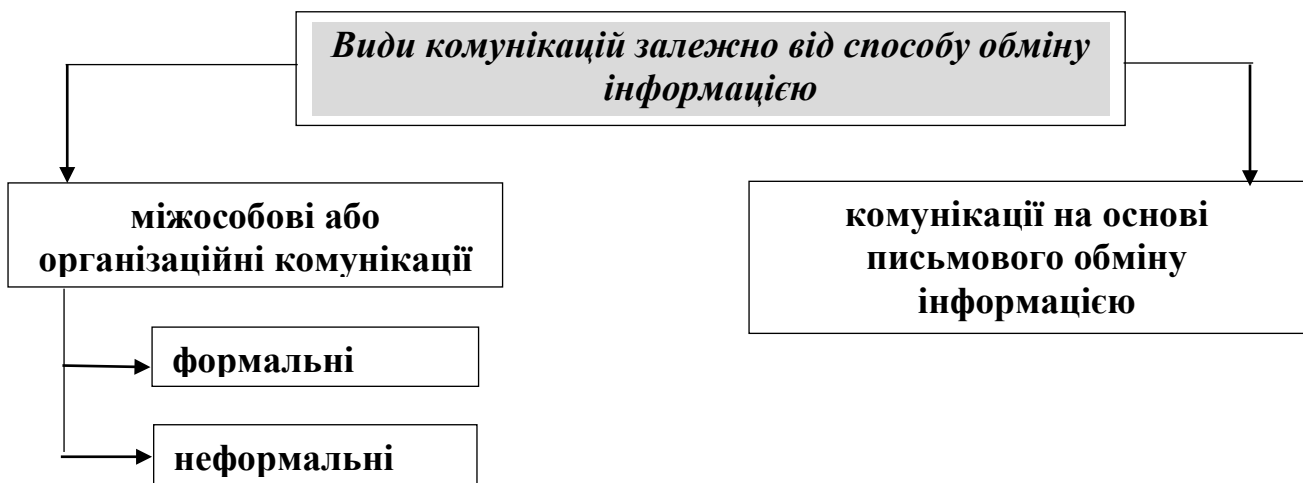 Види комунікацій залежно від способу обміну
інформацією
міжособові або
організаційні комунікації
комунікації на основі
письмового обміну
інформацією
формальні
неформальні